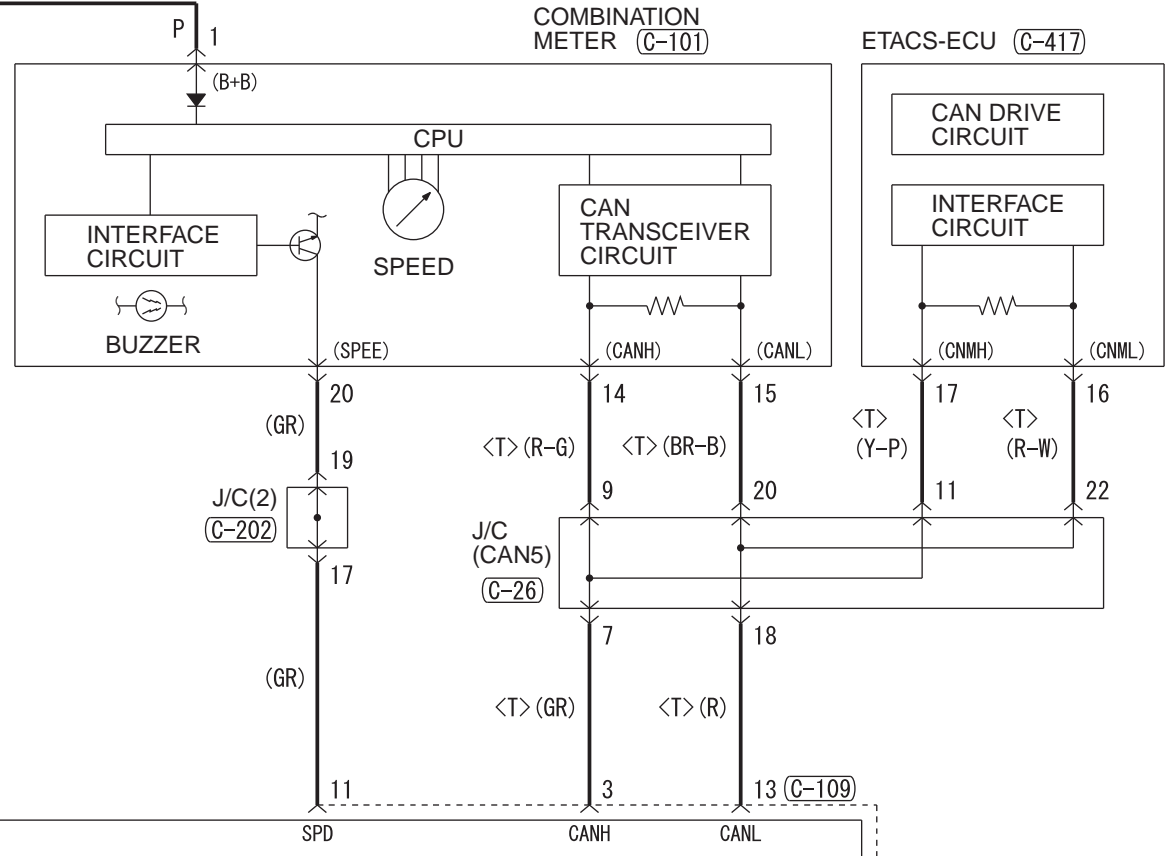 COMBINATION
METER (C-101)
ETACS-ECU (C-417)
P 1
(B+B)
CPU
CAN DRIVE
CIRCUIT
INTERFACE
CIRCUIT
SPEED
CAN
TRANSCEIVER
CIRCUIT
INTERFACE
CIRCUIT
BUZZER
(SPEE) (CANH) (CANL) (CNMH) (CNML)
20 14 15 17 16
(GR) <T>(R-G) <T>(BR-B) <T> (Y-P) <T> (R-W)
19 9 20 11 22
J/C(2)
C-202
J/C
(CAN5)
C-26
17 7 18
(GR) <T>(GR) <T>(R)
11 3 13 C-109
SPD CANH CANL